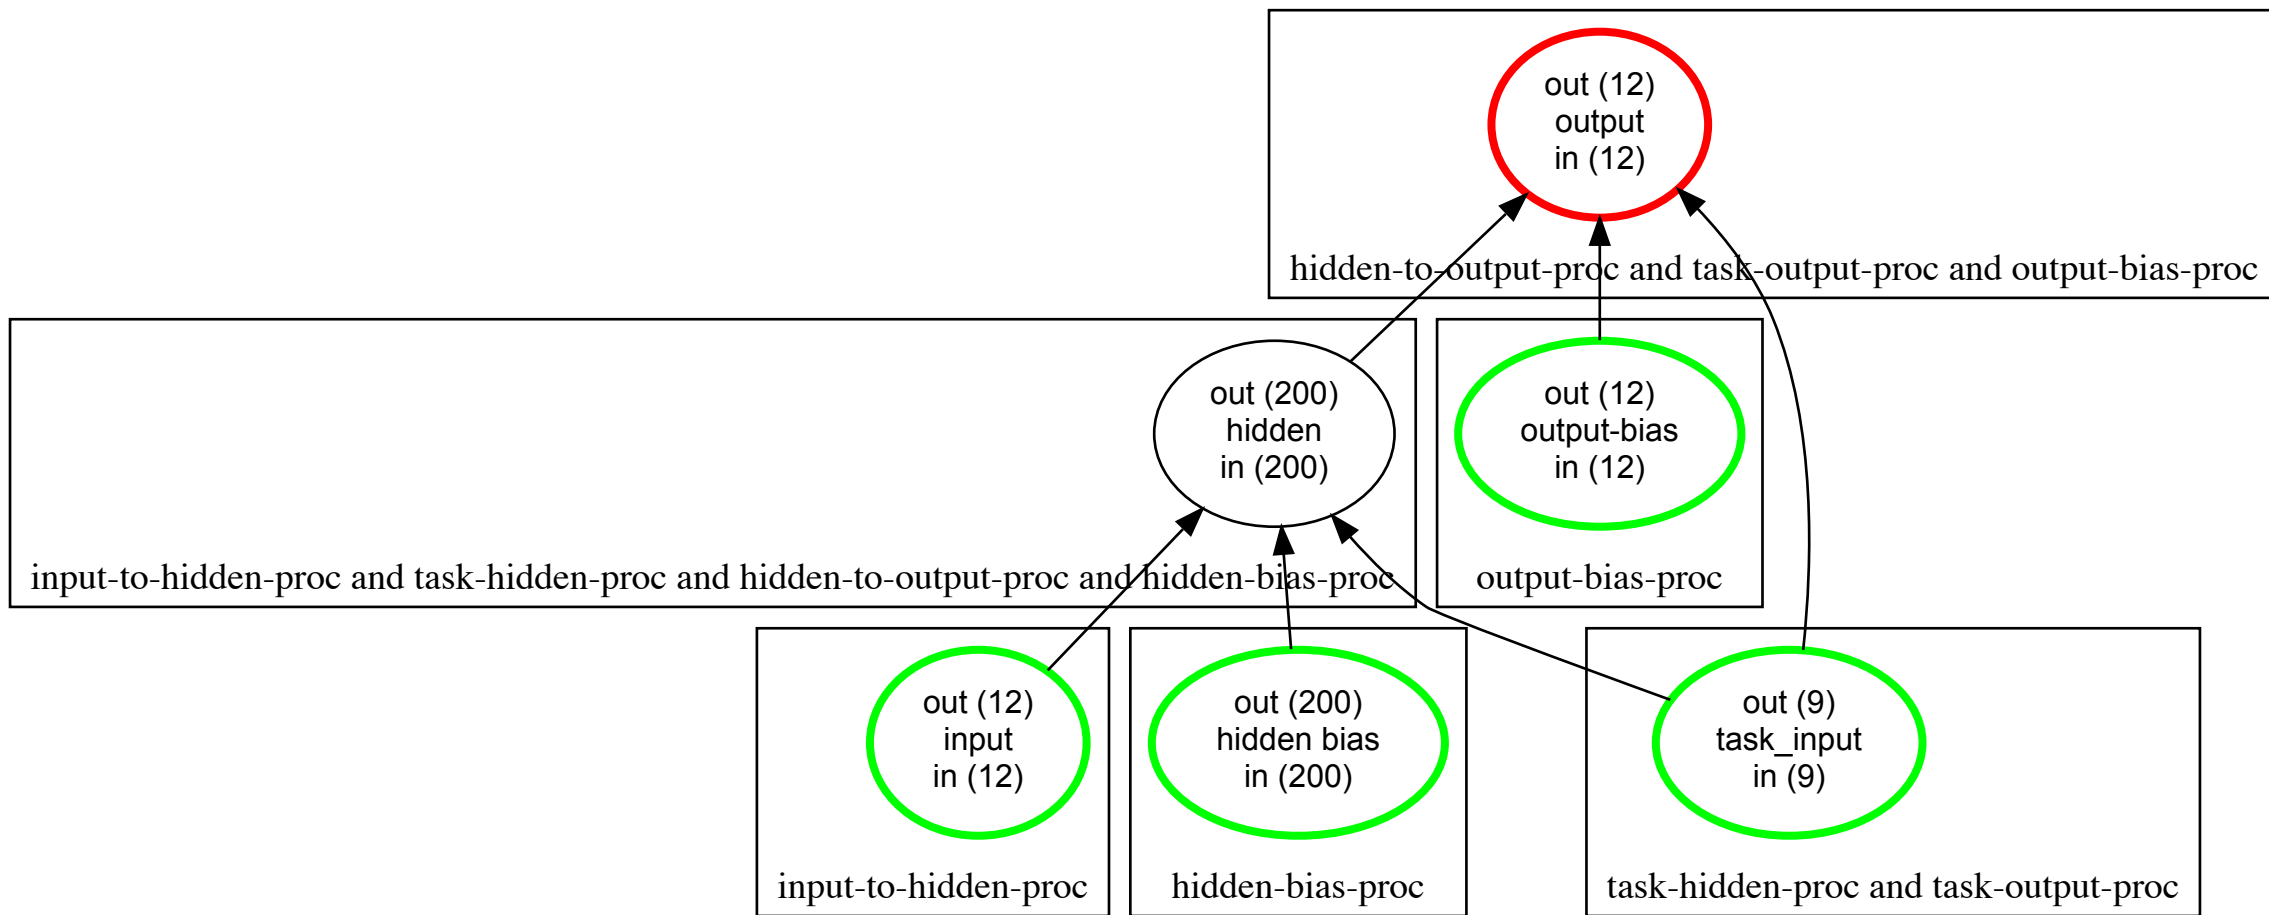 out (12)
output
in (12)
hidden-to-output-proc and task-output-proc and output-bias-proc
out (200)
hidden
in (200)
input-to-hidden-proc and task-hidden-proc and hidden-to-output-proc and hidden-bias-proc
out (12)
output-bias
in (12)
output-bias-proc
out (12)
input
in (12)
input-to-hidden-proc
out (200)
hidden bias
in (200)
hidden-bias-proc
out (9)
task_input
in (9)
task-hidden-proc and task-output-proc